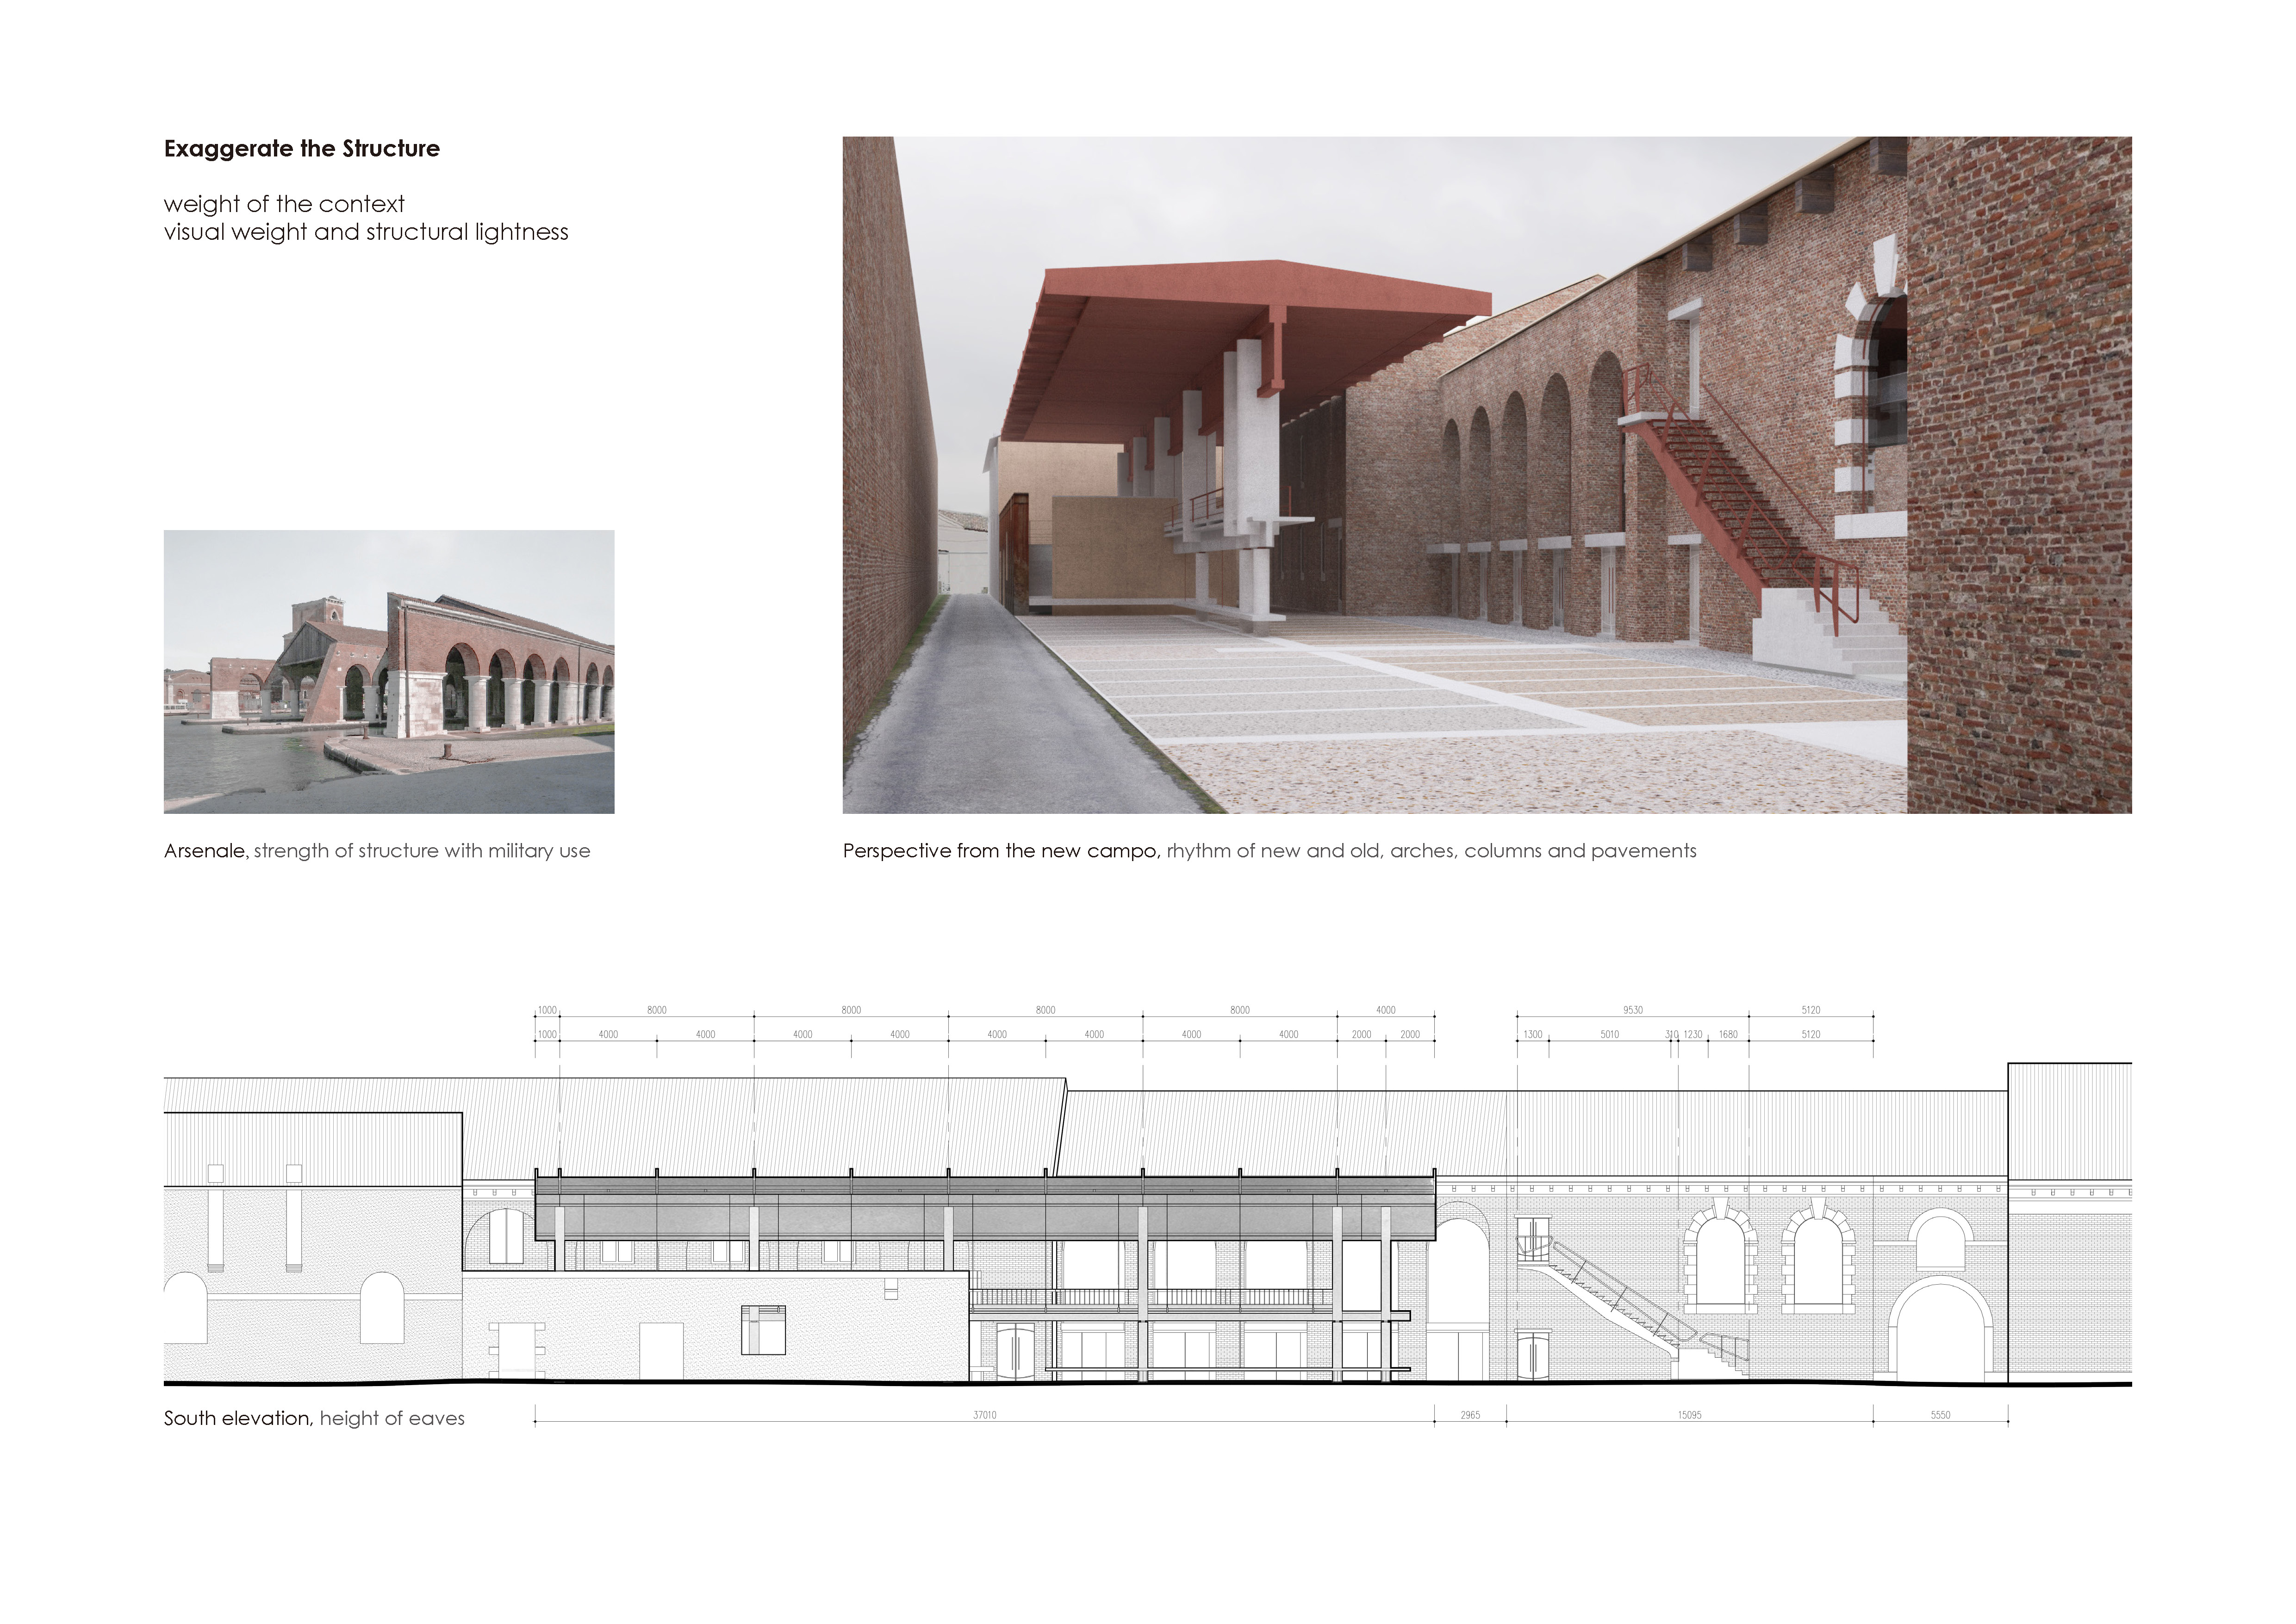 Exaggerate the Structure
weight of the context
visual weight and structural lightness
Arsenale, strength of structure with military use
Perspective from the new campo, rhythm of new and old, arches, columns and pavements
1000 8000 8000 8000 8000 4000 9530 5120
1000 4000 4000 4000 4000 4000 4000 4000 4000 2000 2000 1300 5010 310 1230 1680 5120
South elevation, height of eaves
37010 2965 15095 5550